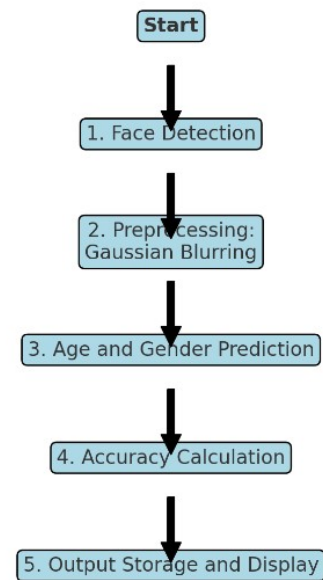 Start
1. Face Detection
2. Preprocessing:
Gaussian Blurring
3. Age and Gender Prediction
4. Accuracy Calculation
5. Output Storage and Display